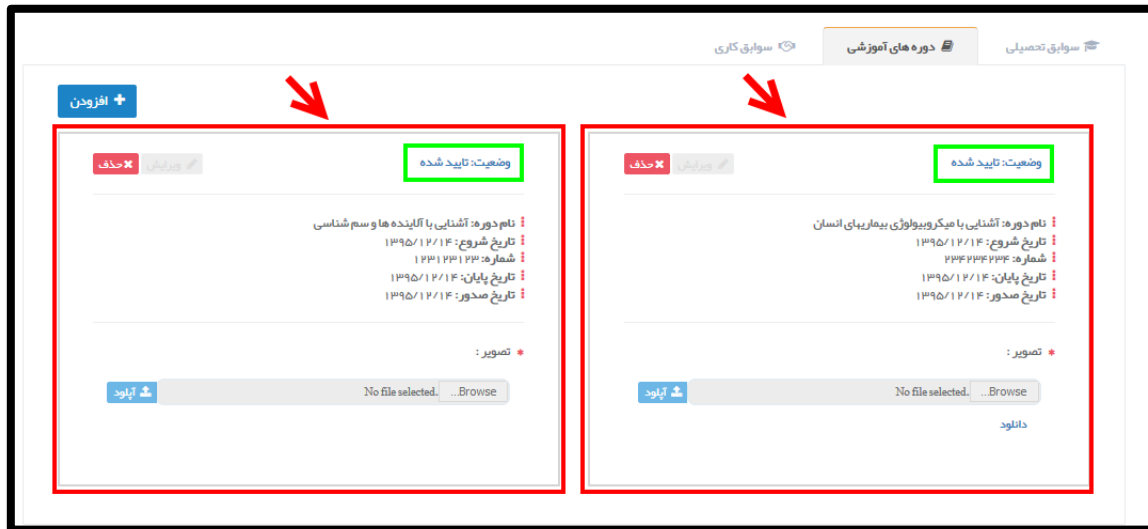 سوابق تحصیلی
دوره های آموزشی
سوابق کاری
افزودن
وضعیت: تایید شده
ویرایش
حذف
نام دوره: آشنایی با میکروبیولوژی بیماریهای انسان
تاریخ شروع: ۱۳۹۵/۱۲/۱۴
شماره: ۲۳۴۲۳۴۲۳۴
تاریخ پایان: ۱۳۹۵/۱۲/۱۴
تاریخ صدور: ۱۳۹۵/۱۲/۱۴
* تصویر :
Browse... No file selected.
آپلود
دانلود
وضعیت: تایید شده
ویرایش
حذف
نام دوره: آشنایی با آلاینده ها و سم شناسی
تاریخ شروع: ۱۳۹۵/۱۲/۱۴
شماره: ۱۲۳۱۲۳۱۲۳
تاریخ پایان: ۱۳۹۵/۱۲/۱۴
تاریخ صدور: ۱۳۹۵/۱۲/۱۴
* تصویر :
Browse... No file selected.
آپلود